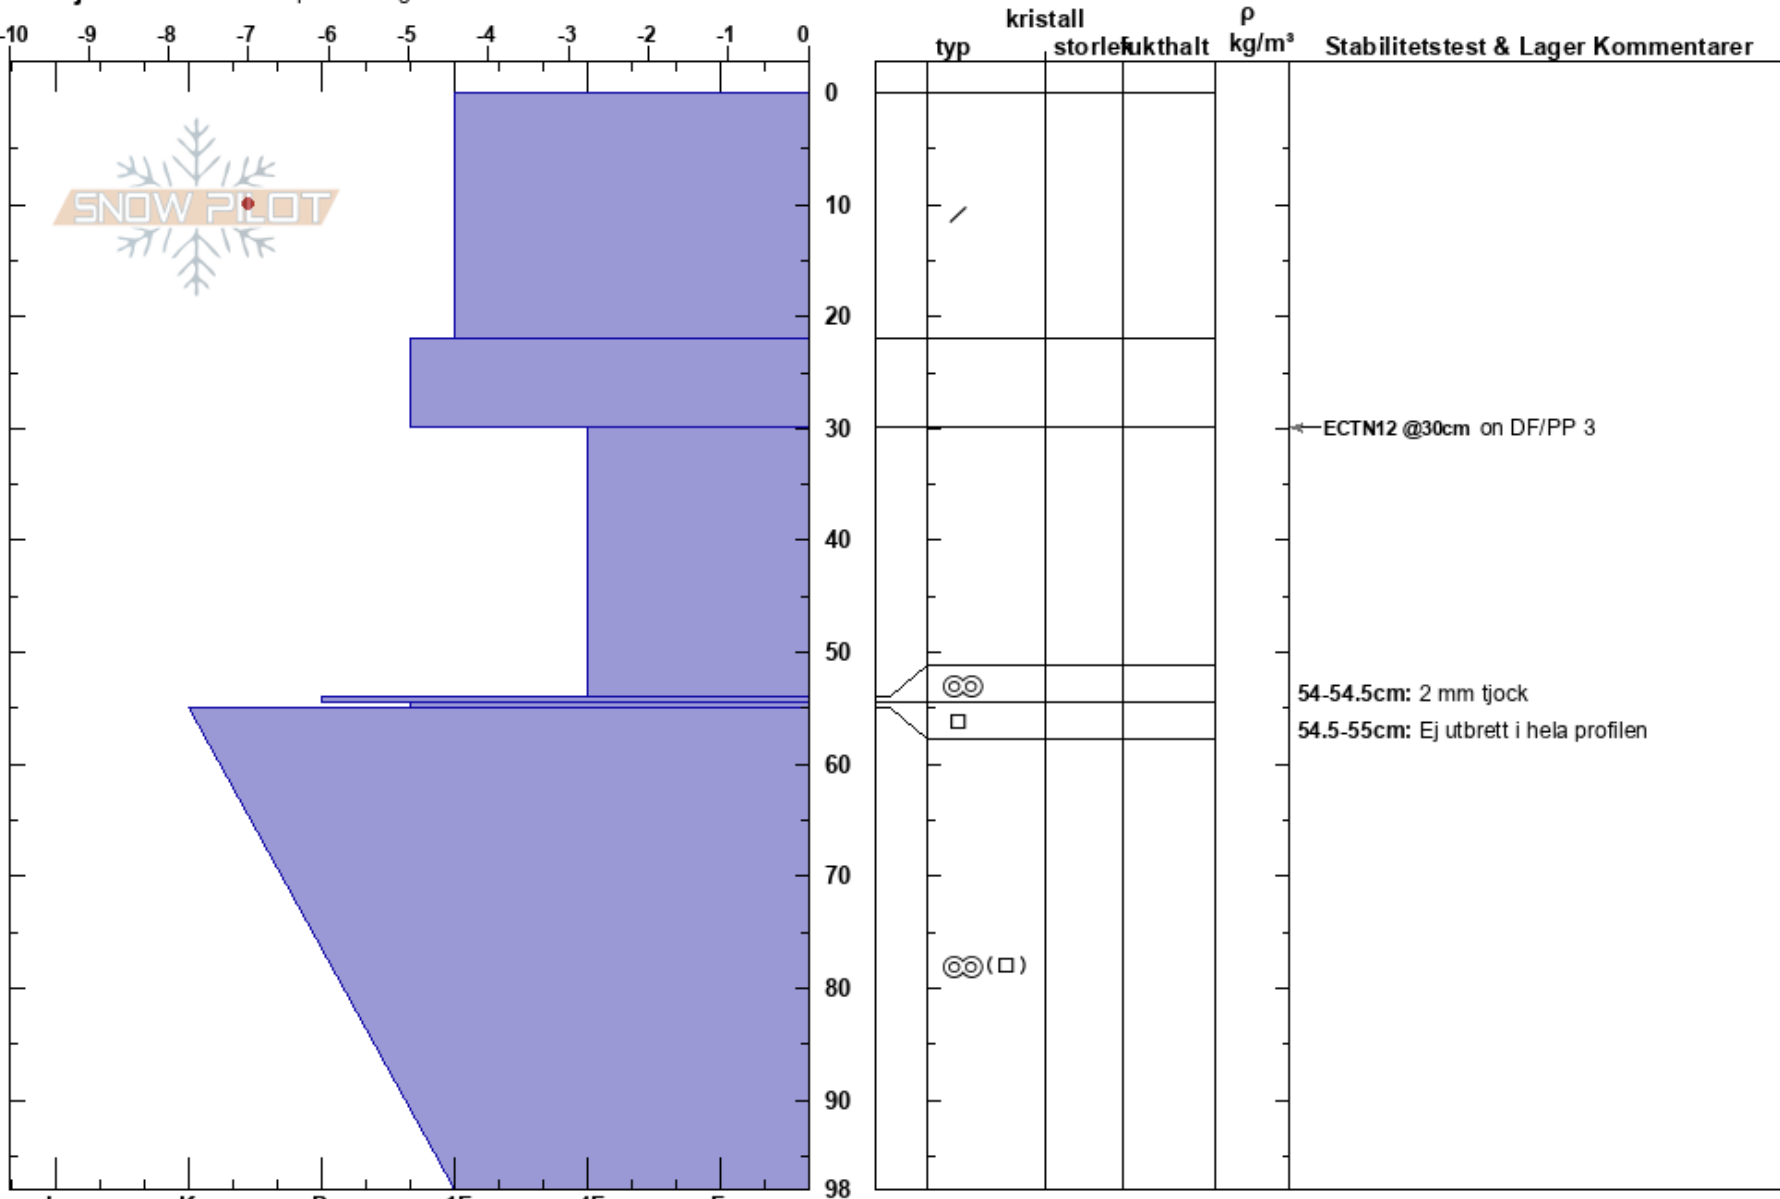 -10 -9 -8 -7 -6 -5 -4 -3 -2 -1 0
kristall
typ storlek fukthalt
ρ
kg/m³
Stabilitetstest & Lager Kommentarer
SNOW PILOT
0
10
20
30
40
50
60
70
80
90
98
ECTN12 @30cm on DF/PP 3
54-54.5cm: 2 mm tjock
54.5-55cm: Ej utbrett i hela profilen
( )